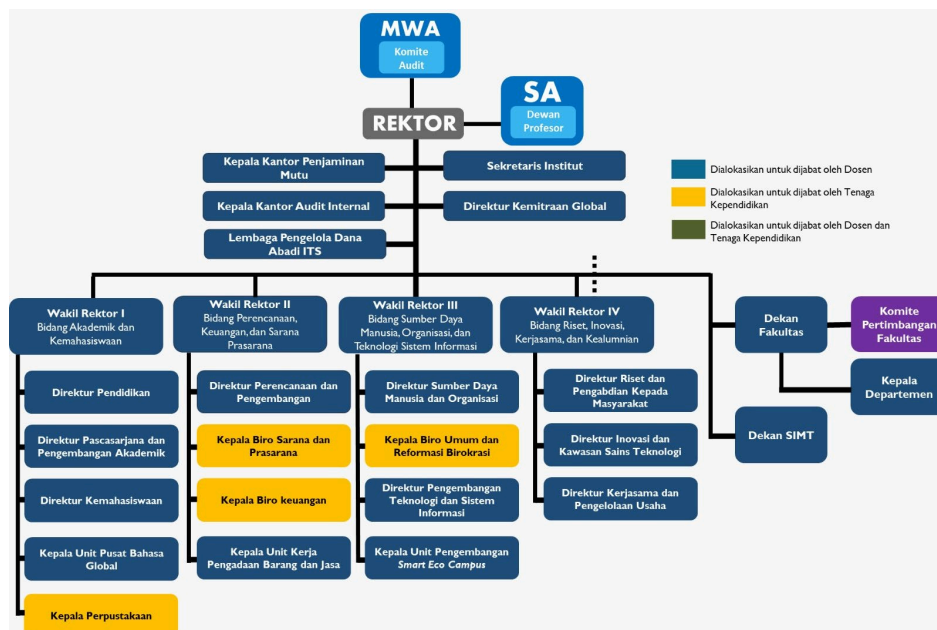 MWA
Komite
Audit
SA
Dewan
Profesor
REKTOR
Kepala Kantor Penjaminan
Mutu
Sekretaris Institut
Kepala Kantor Audit Internal
Direktur Kemitraan Global
Lembaga Pengelola Dana
Abadi ITS
Dialokasikan untuk dijabat oleh Dosen
Dialokasikan untuk dijabat oleh Tenaga
Kependidikan
Dialokasikan untuk dijabat oleh Dosen dan
Tenaga Kependidikan
Wakil Rektor I
Bidang Akademik dan
Kemahasiswaan
Direktur Pendidikan
Direktur Pascasarjana dan
Pengembangan Akademik
Direktur Kemahasiswaan
Kepala Unit Pusat Bahasa
Global
Kepala Perpustakaan
Wakil Rektor II
Bidang Perencanaan,
Keuangan, dan Sarana
Prasarana
Direktur Perencanaan dan
Pengembangan
Kepala Biro Sarana dan
Prasarana
Kepala Biro keuangan
Kepala Unit Kerja
Pengadaan Barang dan Jasa
Wakil Rektor III
Bidang Sumber Daya
Manusia, Organisasi, dan
Teknologi Sistem Informasi
Direktur Sumber Daya
Manusia dan Organisasi
Kepala Biro Umum dan
Reformasi Birokrasi
Direktur Pengembangan
Teknologi dan Sistem
Informasi
Kepala Unit Pengembangan
Smart Eco Campus
Wakil Rektor IV
Bidang Riset, Inovasi,
Kerjasama, dan Kealumnian
Direktur Riset dan
Pengabdian Kepada
Masyarakat
Direktur Inovasi dan
Kawasan Sains Teknologi
Direktur Kerjasama dan
Pengelolaan Usaha
Dekan
Fakultas
Komite
Pertimbangan
Fakultas
Kepala
Departemen
Dekan SIMT